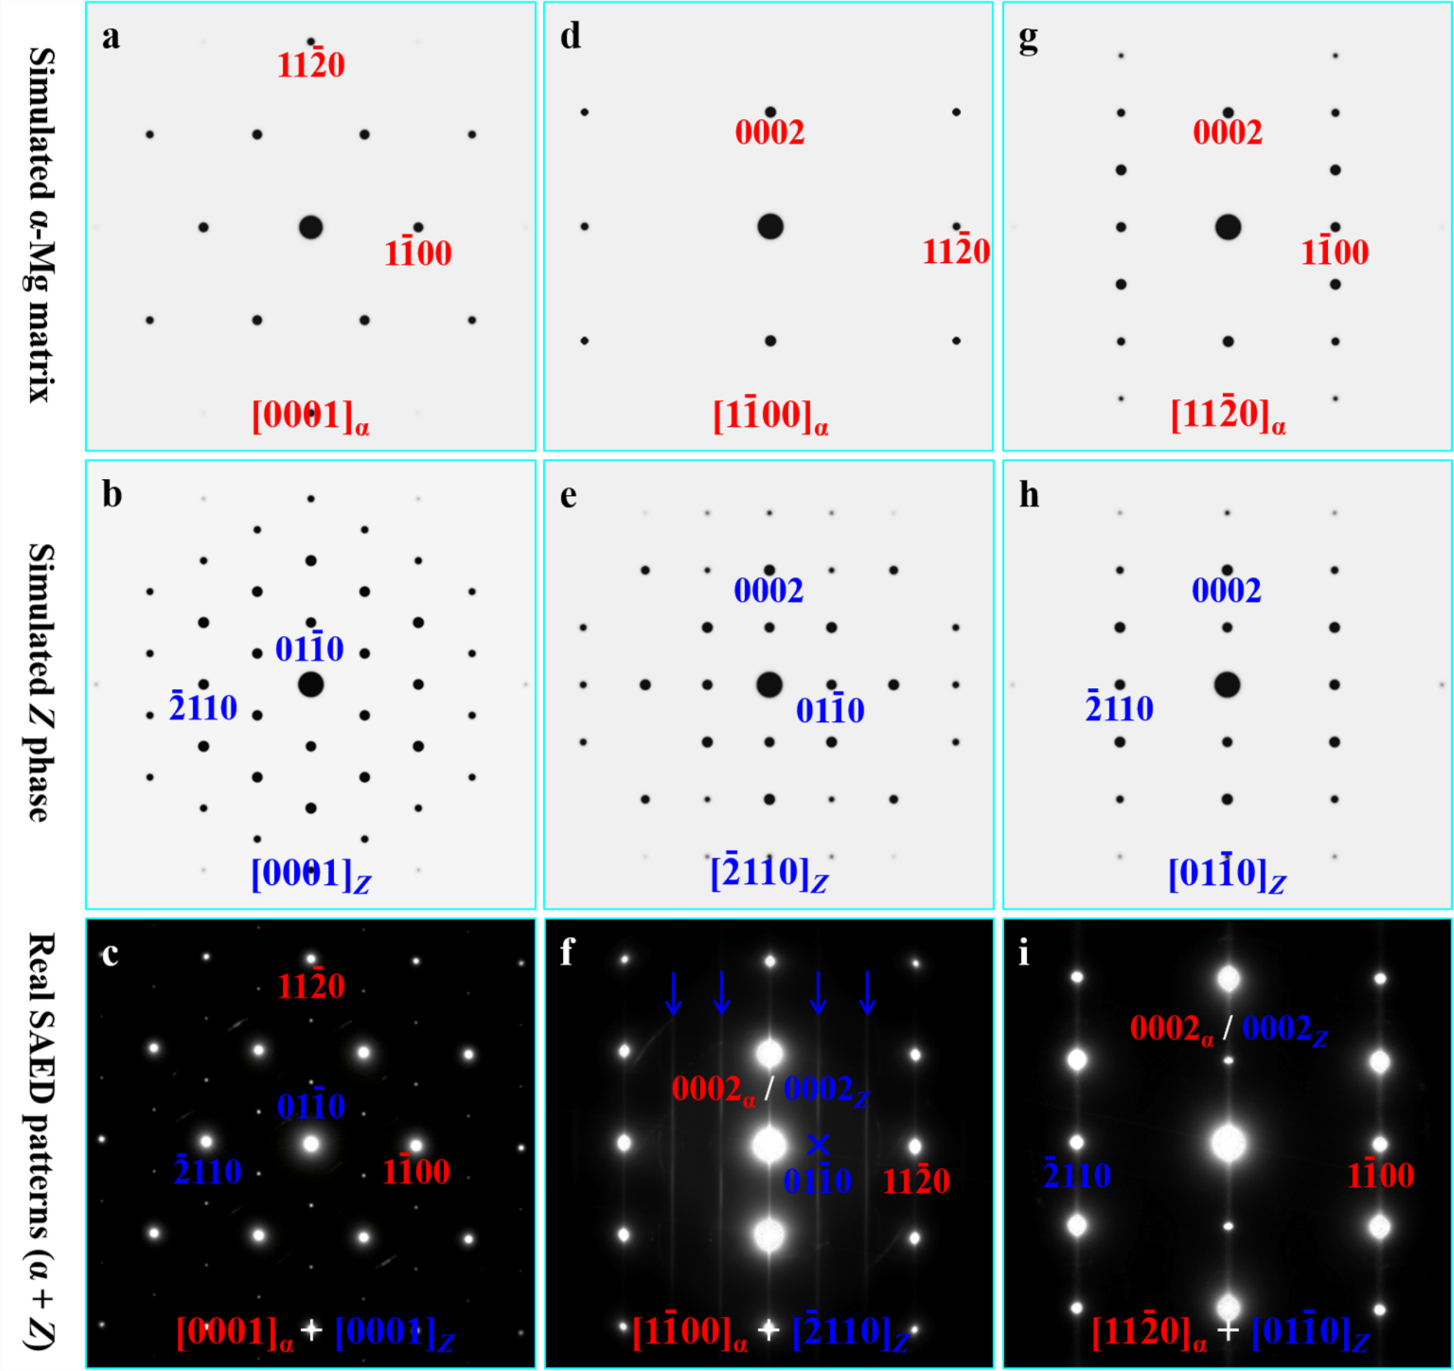 Simulated α-Mg matrix
a
112̅0
11̅00
[0001]α
d
0002
112̅0
[11̅00]α
g
0002
11̅00
[112̅0]α
Simulated Z phase
b
011̅0
2̅110
[0001]Z
e
0002
011̅0
[2̅110]Z
h
0002
2̅110
[011̅0]Z
Real SAED patterns (α + Z)
c
112̅0
011̅0
2̅110
11̅00
[0001]α + [0001]Z
f
0002α / 0002Z
×
011̅0
112̅0
[11̅00]α + [2̅110]Z
i
0002α / 0002Z
2̅110
11̅00
[112̅0]α + [011̅0]Z